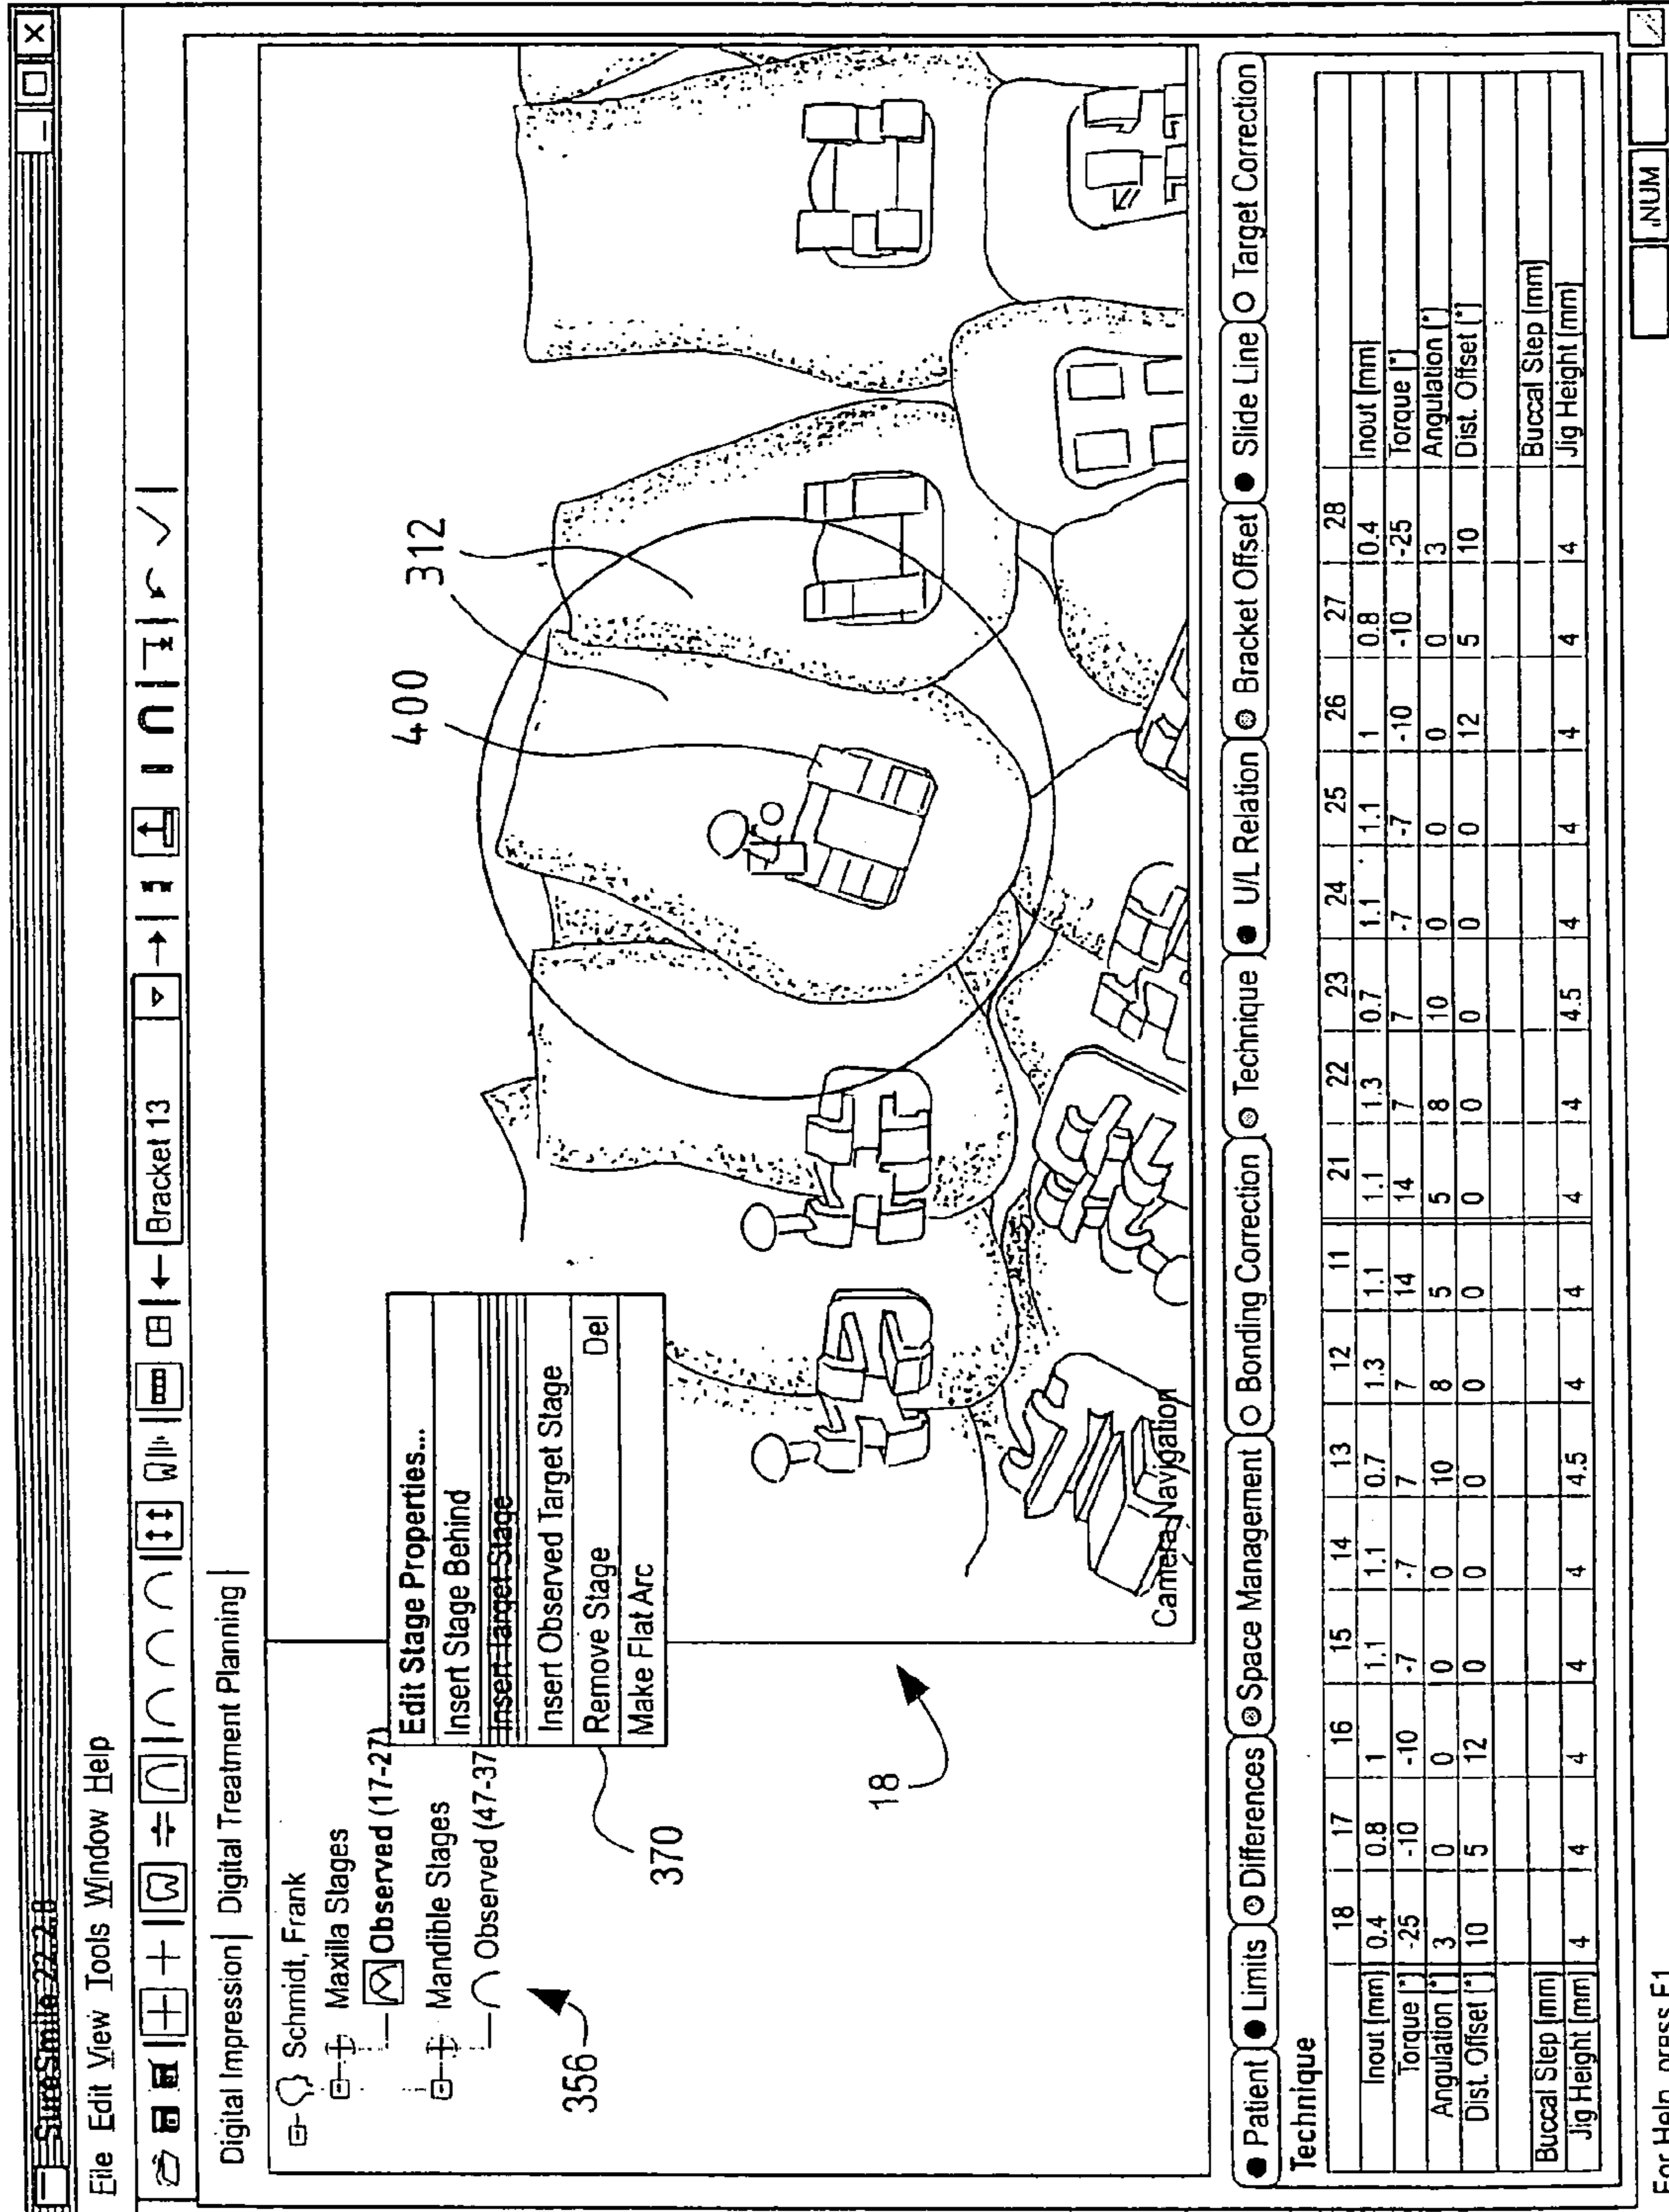 SureSmile 22.2.8
File Edit View Tools Window Help
Bracket 13
Digital Impression Digital Treatment Planning
Schmidt, Frank
Maxilla Stages
Observed (17-27)
Mandible Stages
Observed (47-37
356
370
18
Edit Stage Properties...
Insert Stage Behind
Insert Target Stage
Insert Observed Target Stage
Remove Stage Del
Make Flat Arc
400
312
Camera Navigation
Patient Limits Differences Space Management Bonding Correction Technique U/L Relation Bracket Offset Slide Line Target Correction
Technique
18 17 16 15 14 13 12 11 21 22 23 24 25 26 27 28
Inout [mm] 0.4 0.8 1 1.1 1.1 0.7 1.3 1.1 1.1 1.3 0.7 1.1 1.1 1 0.8 0.4 Inout [mm]
Torque [°] -25 -10 -10 -7 -7 7 7 14 14 7 7 -7 -7 -10 -10 -25 Torque [°]
Angulation [°] 3 0 0 0 0 10 8 5 5 8 10 0 0 0 0 3 Angulation [°]
Dist. Offset [°] 10 5 12 0 0 0 0 0 0 0 0 0 0 12 5 10 Dist. Offset [°]
Buccal Step [mm] Buccal Step [mm]
Jig Height [mm] 4 4 4 4 4 4.5 4 4 4 4 4.5 4 4 4 4 4 Jig Height [mm]
For Help, press F1
NUM